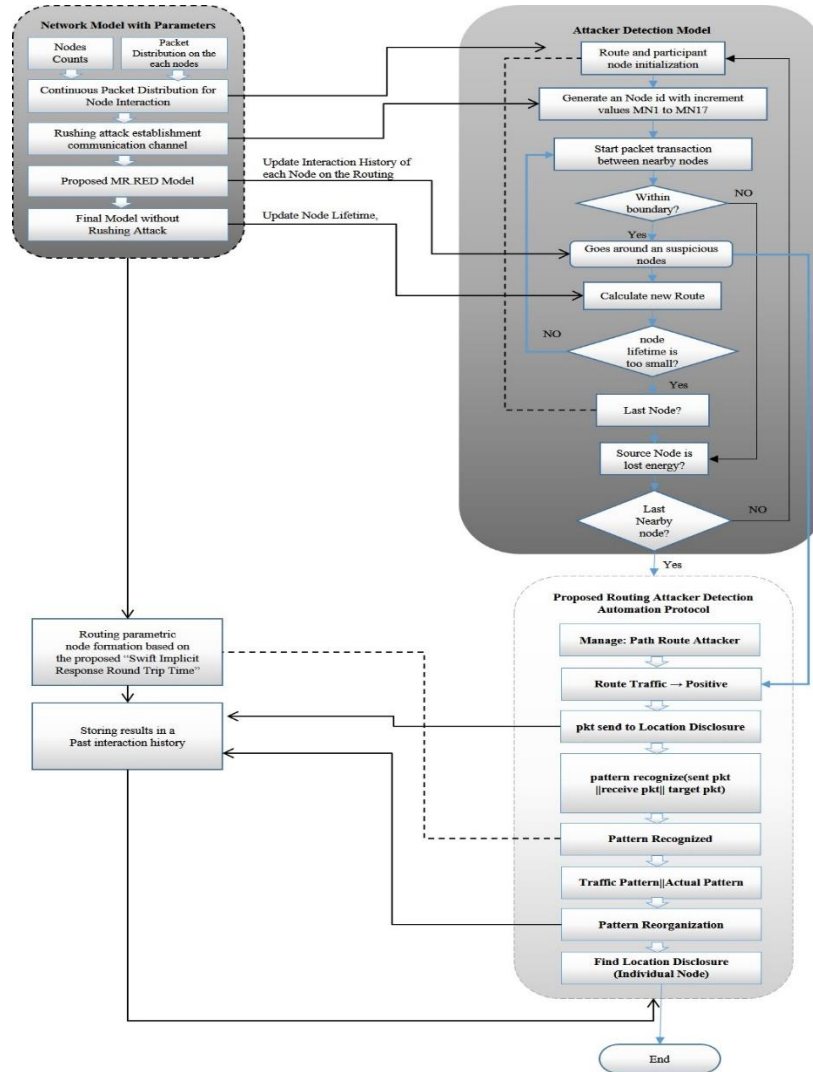 Network Model with Parameters
Nodes
Counts
Packet
Distribution on the
each nodes
Continuous Packet Distribution for
Node Interaction
Rushing attack establishment
communication channel
Proposed MR.RED Model
Final Model without
Rushing Attack
Update Interaction History of
each Node on the Routing
Update Node Lifetime,
Attacker Detection Model
Route and participant
node initialization
Generate an Node id with increment
values MN1 to MN17
Start packet transaction
between nearby nodes
Within
boundary?
NO
Yes
Goes around an suspicious
nodes
Calculate new Route
NO
node
lifetime is
too small?
Yes
Last Node?
Source Node is
lost energy?
Last
Nearby
node?
NO
Yes
Proposed Routing Attacker Detection
Automation Protocol
Manage: Path Route Attacker
Route Traffic → Positive
pkt send to Location Disclosure
pattern recognize(sent pkt
||receive pkt|| target pkt)
Pattern Recognized
Traffic Pattern||Actual Pattern
Pattern Reorganization
Find Location Disclosure
(Individual Node)
End
Routing parametric
node formation based on
the proposed “Swift Implicit
Response Round Trip Time”
Storing results in a
Past interaction history